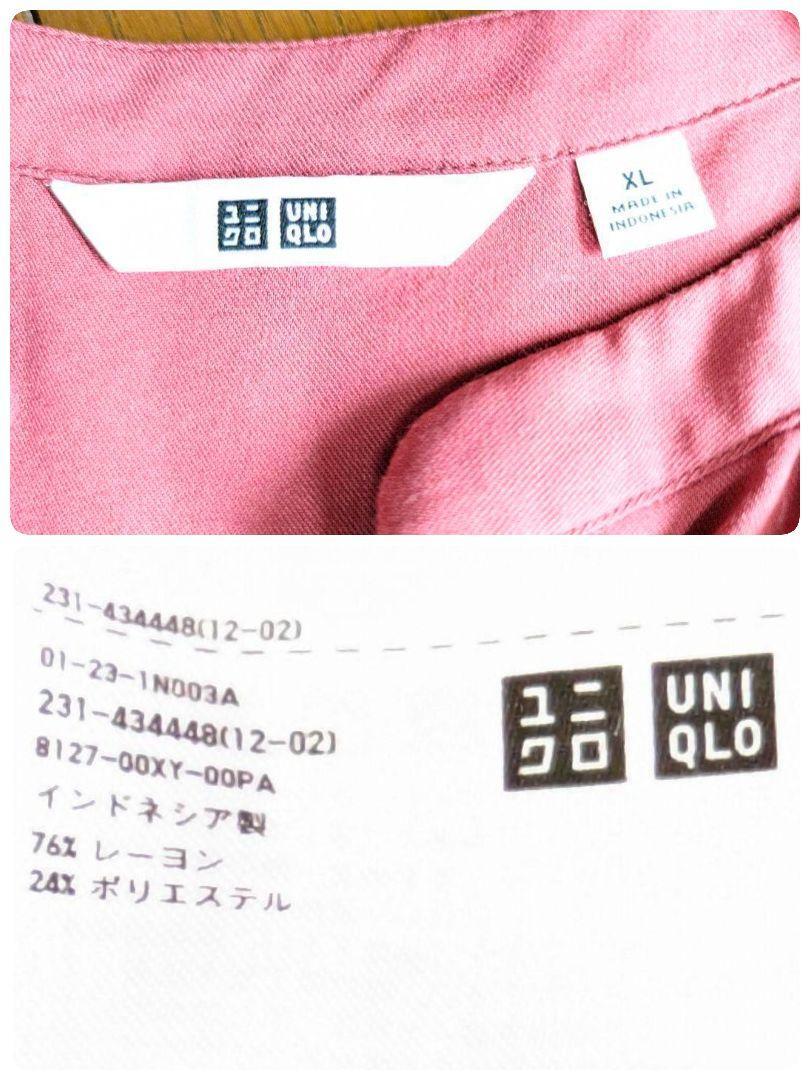 ユニ
クロ
UNI
QLO
XL
MADE IN
INDONESIA
231-434448(12-02)
01-23-1N003A
231-434448(12-02)
8127-00XY-00PA
インドネシア製
76% レーヨン
24% ポリエステル
ユニ
クロ
UNI
QLO